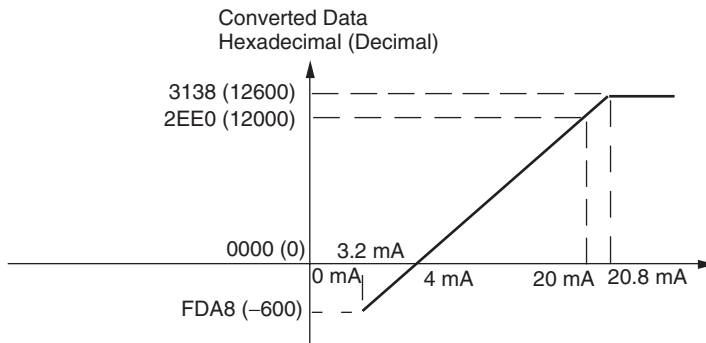 Converted Data
Hexadecimal (Decimal)
3138 (12600)
2EE0 (12000)
0000 (0)
3.2 mA
0 mA
4 mA
20 mA
20.8 mA
FDA8 (−600)